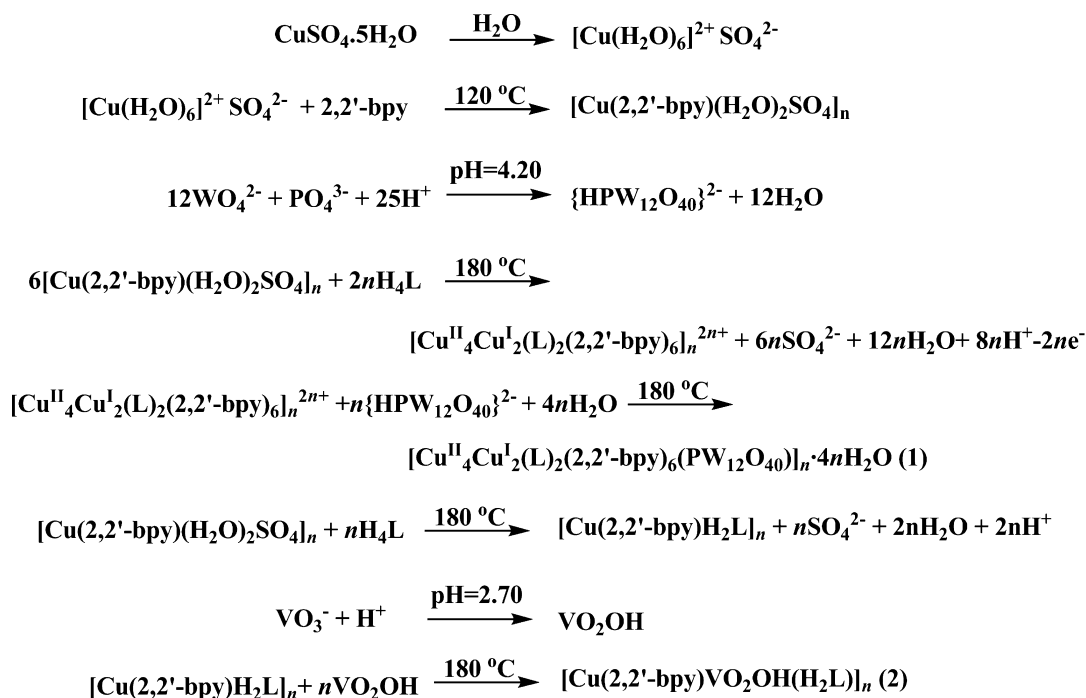 CuSO₄.5H₂O H₂O [Cu(H₂O)₆]²⁺ SO₄²⁻
[Cu(H₂O)₆]²⁺ SO₄²⁻ + 2,2'-bpy 120 °C [Cu(2,2'-bpy)(H₂O)₂SO₄]ₙ
12WO₄²⁻ + PO₄³⁻ + 25H⁺ pH=4.20 {HPW₁₂O₄₀}²⁻ + 12H₂O
6[Cu(2,2'-bpy)(H₂O)₂SO₄]ₙ + 2nH₄L 180 °C
[Cuᴵᴵ₄Cuᴵ₂(L)₂(2,2'-bpy)₆]ₙ²ⁿ⁺ + 6nSO₄²⁻ + 12nH₂O+ 8nH⁺-2ne⁻
[Cuᴵᴵ₄Cuᴵ₂(L)₂(2,2'-bpy)₆]ₙ²ⁿ⁺ +n{HPW₁₂O₄₀}²⁻ + 4nH₂O 180 °C
[Cuᴵᴵ₄Cuᴵ₂(L)₂(2,2'-bpy)₆(PW₁₂O₄₀)]ₙ·4nH₂O (1)
[Cu(2,2'-bpy)(H₂O)₂SO₄]ₙ + nH₄L 180 °C [Cu(2,2'-bpy)H₂L]ₙ + nSO₄²⁻ + 2nH₂O + 2nH⁺
VO₃⁻ + H⁺ pH=2.70 VO₂OH
[Cu(2,2'-bpy)H₂L]ₙ+ nVO₂OH 180 °C [Cu(2,2'-bpy)VO₂OH(H₂L)]ₙ (2)